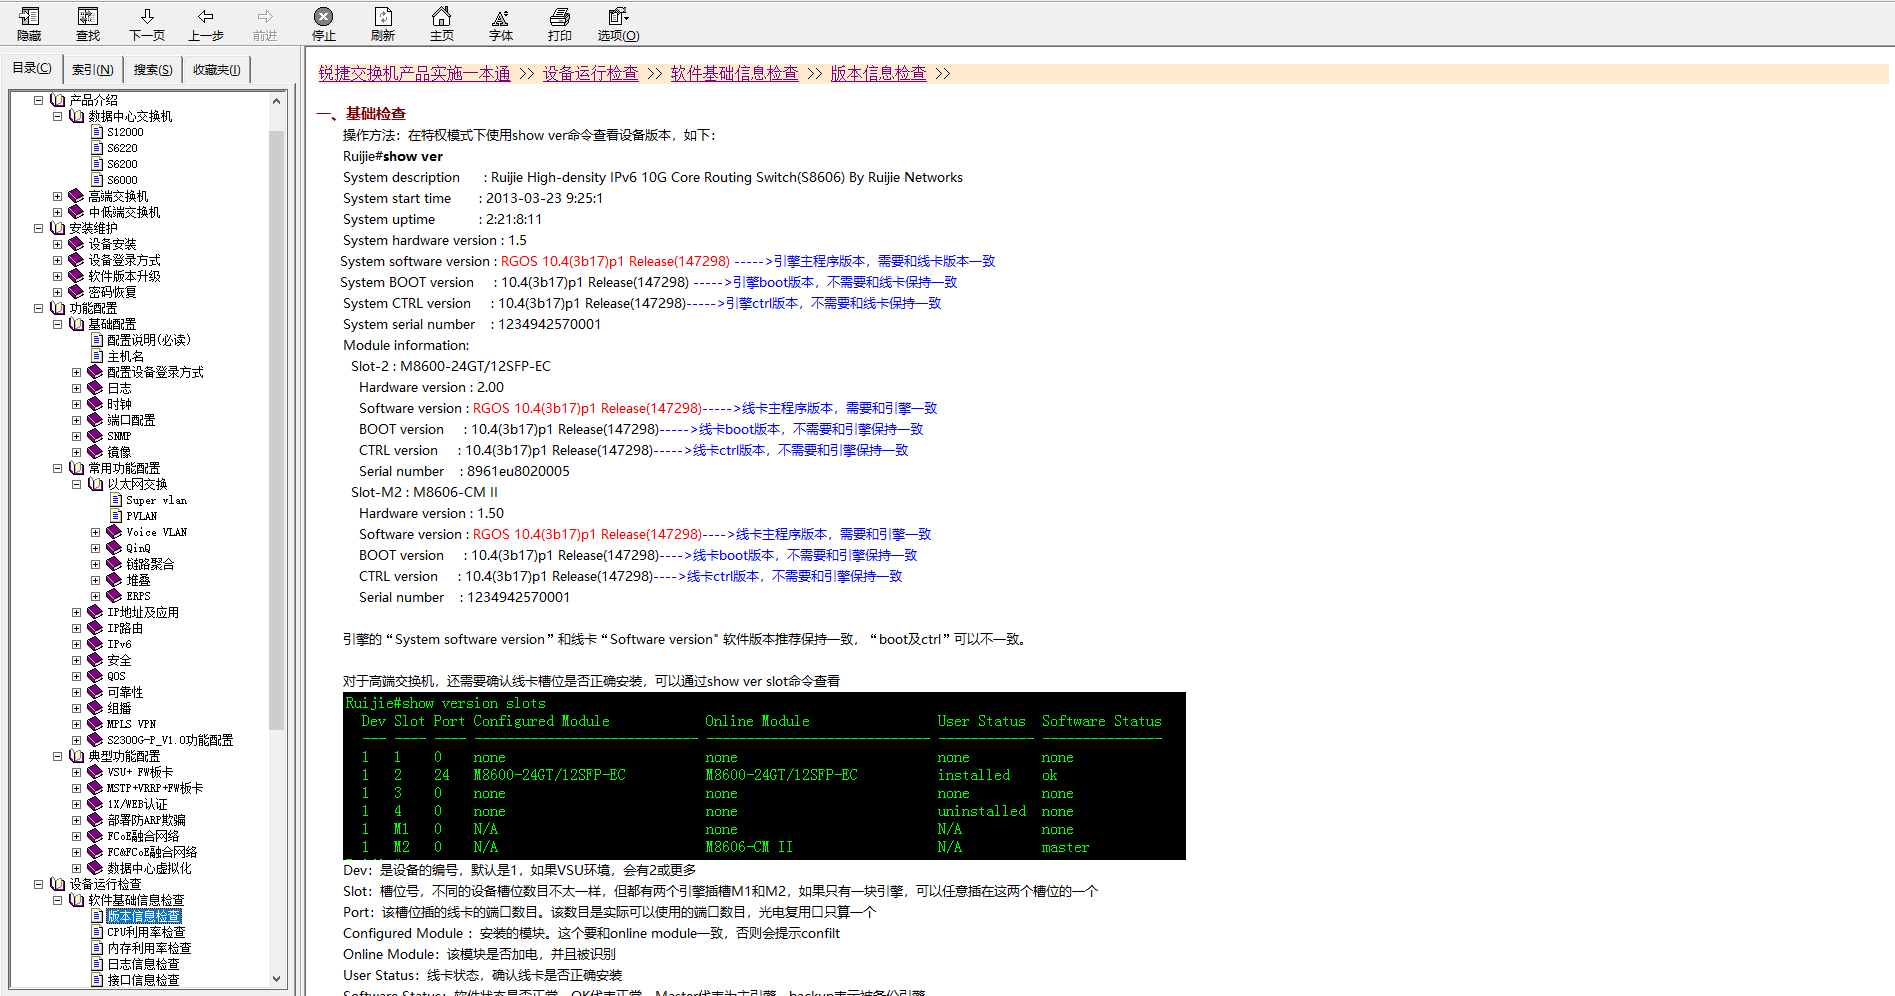 隐藏 查找 下一页 上一步 前进 停止 刷新 主页 字体 打印 选项(O)
目录(C) 索引(N) 搜索(S) 收藏夹(I)
产品介绍
数据中心交换机
S12000
S6220
S6200
S6000
高端交换机
中低端交换机
安装维护
设备安装
设备登录方式
软件版本升级
密码恢复
功能配置
基础配置
配置说明(必读)
主机名
配置设备登录方式
日志
时钟
端口配置
SNMP
镜像
常用功能配置
以太网交换
Super vlan
PVLAN
Voice VLAN
QinQ
链路聚合
堆叠
ERPS
IP地址及应用
IP路由
IPv6
安全
QOS
可靠性
组播
MPLS VPN
S2300G-P_V1.0功能配置
典型功能配置
VSU+ FW板卡
MSTP+VRRP+FW板卡
1X/WEB认证
部署防ARP欺骗
FCoE融合网络
FC&FCoE融合网络
数据中心虚拟化
设备运行检查
软件基础信息检查
版本信息检查
CPU利用率检查
内存利用率检查
日志信息检查
接口信息检查
锐捷交换机产品实施一本通 >> 设备运行检查 >> 软件基础信息检查 >> 版本信息检查 >>
一、基础检查
操作方法：在特权模式下使用show ver命令查看设备版本，如下：
Ruijie#show ver
System description : Ruijie High-density IPv6 10G Core Routing Switch(S8606) By Ruijie Networks
System start time : 2013-03-23 9:25:1
System uptime : 2:21:8:11
System hardware version : 1.5
System software version : RGOS 10.4(3b17)p1 Release(147298) ----->引擎主程序版本，需要和线卡版本一致
System BOOT version : 10.4(3b17)p1 Release(147298) ----->引擎boot版本，不需要和线卡保持一致
System CTRL version : 10.4(3b17)p1 Release(147298)----->引擎ctrl版本，不需要和线卡保持一致
System serial number : 1234942570001
Module information:
Slot-2 : M8600-24GT/12SFP-EC
Hardware version : 2.00
Software version : RGOS 10.4(3b17)p1 Release(147298)----->线卡主程序版本，需要和引擎一致
BOOT version : 10.4(3b17)p1 Release(147298)----->线卡boot版本，不需要和引擎保持一致
CTRL version : 10.4(3b17)p1 Release(147298)----->线卡ctrl版本，不需要和引擎保持一致
Serial number : 8961eu8020005
Slot-M2 : M8606-CM II
Hardware version : 1.50
Software version : RGOS 10.4(3b17)p1 Release(147298)---->线卡主程序版本，需要和引擎一致
BOOT version : 10.4(3b17)p1 Release(147298)---->线卡boot版本，不需要和引擎保持一致
CTRL version : 10.4(3b17)p1 Release(147298)---->线卡ctrl版本，不需要和引擎保持一致
Serial number : 1234942570001
引擎的“System software version”和线卡“Software version" 软件版本推荐保持一致，“boot及ctrl”可以不一致。
对于高端交换机，还需要确认线卡槽位是否正确安装，可以通过show ver slot命令查看
Ruijie#show version slots
Dev Slot Port Configured Module Online Module User Status Software Status
--- ---- ---- ---------------------------- ---------------------------- ------------ ---------------
1 1 0 none none none none
1 2 24 M8600-24GT/12SFP-EC M8600-24GT/12SFP-EC installed ok
1 3 0 none none none none
1 4 0 none none uninstalled none
1 M1 0 N/A none N/A none
1 M2 0 N/A M8606-CM II N/A master
Dev：是设备的编号，默认是1，如果VSU环境，会有2或更多
Slot：槽位号，不同的设备槽位数目不太一样，但都有两个引擎插槽M1和M2，如果只有一块引擎，可以任意插在这两个槽位的一个
Port：该槽位插的线卡的端口数目。该数目是实际可以使用的端口数目，光电复用口只算一个
Configured Module ：安装的模块。这个要和online module一致，否则会提示confilt
Online Module：该模块是否加电，并且被识别
User Status：线卡状态，确认线卡是否正确安装
Software Status：软件状态是否正常，OK代表正常，Master代表为主引擎，backup表示被备份引擎